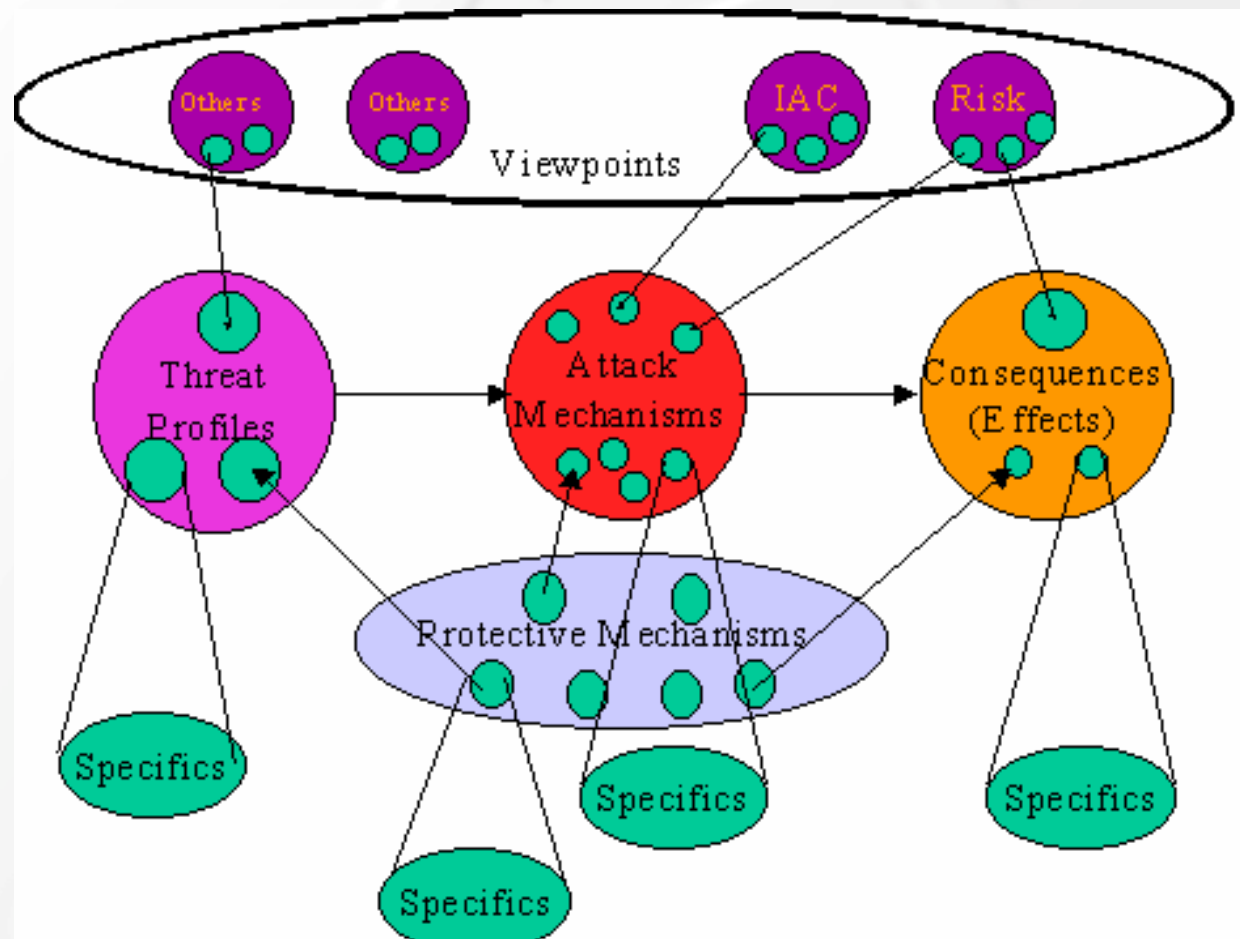 Others
Others
IAC
Risk
Viewpoints
Threat
Profiles
Attack
Mechanisms
Consequences
(Effects)
Protective Mechanisms
Specifics
Specifics
Specifics
Specifics